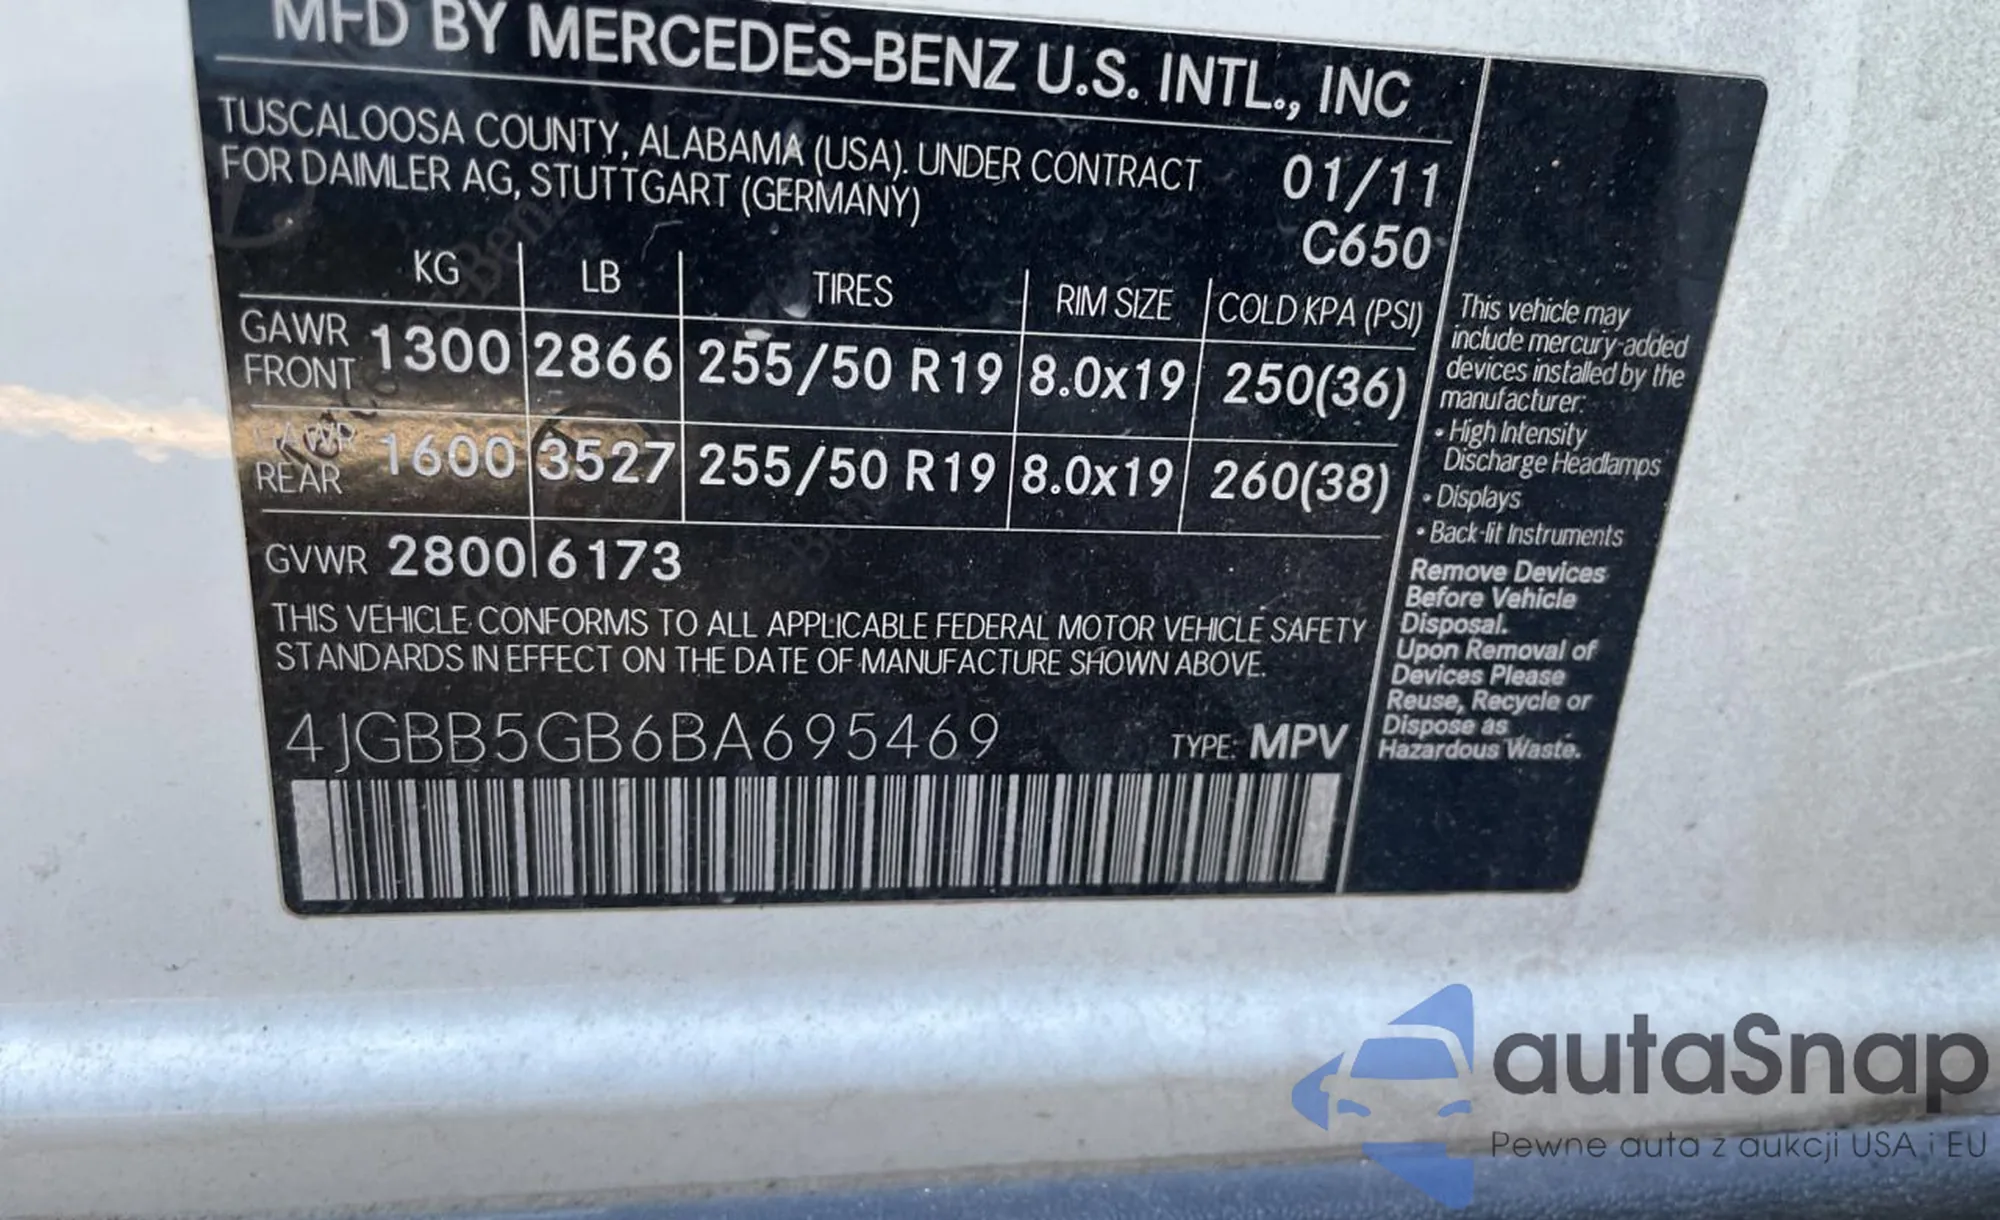 MFD BY MERCEDES-BENZ U.S. INTL., INC
TUSCALOOSA COUNTY, ALABAMA (USA). UNDER CONTRACT
FOR DAIMLER AG, STUTTGART (GERMANY)
01/11
C650
KG LB TIRES RIM SIZE COLD KPA (PSI)
GAWR FRONT 1300 2866 255/50 R19 8.0x19 250(36)
GAWR REAR 1600 3527 255/50 R19 8.0x19 260(38)
GVWR 2800 6173
THIS VEHICLE CONFORMS TO ALL APPLICABLE FEDERAL MOTOR VEHICLE SAFETY
STANDARDS IN EFFECT ON THE DATE OF MANUFACTURE SHOWN ABOVE.
4JGBB5GB6BA695469 TYPE: MPV
This vehicle may
include mercury-added
devices installed by the
manufacturer:
• High Intensity
Discharge Headlamps
• Displays
• Back-lit Instruments
Remove Devices
Before Vehicle
Disposal.
Upon Removal of
Devices Please
Reuse, Recycle or
Dispose as
Hazardous Waste.
autaSnap
Pewne auta z aukcji USA i EU